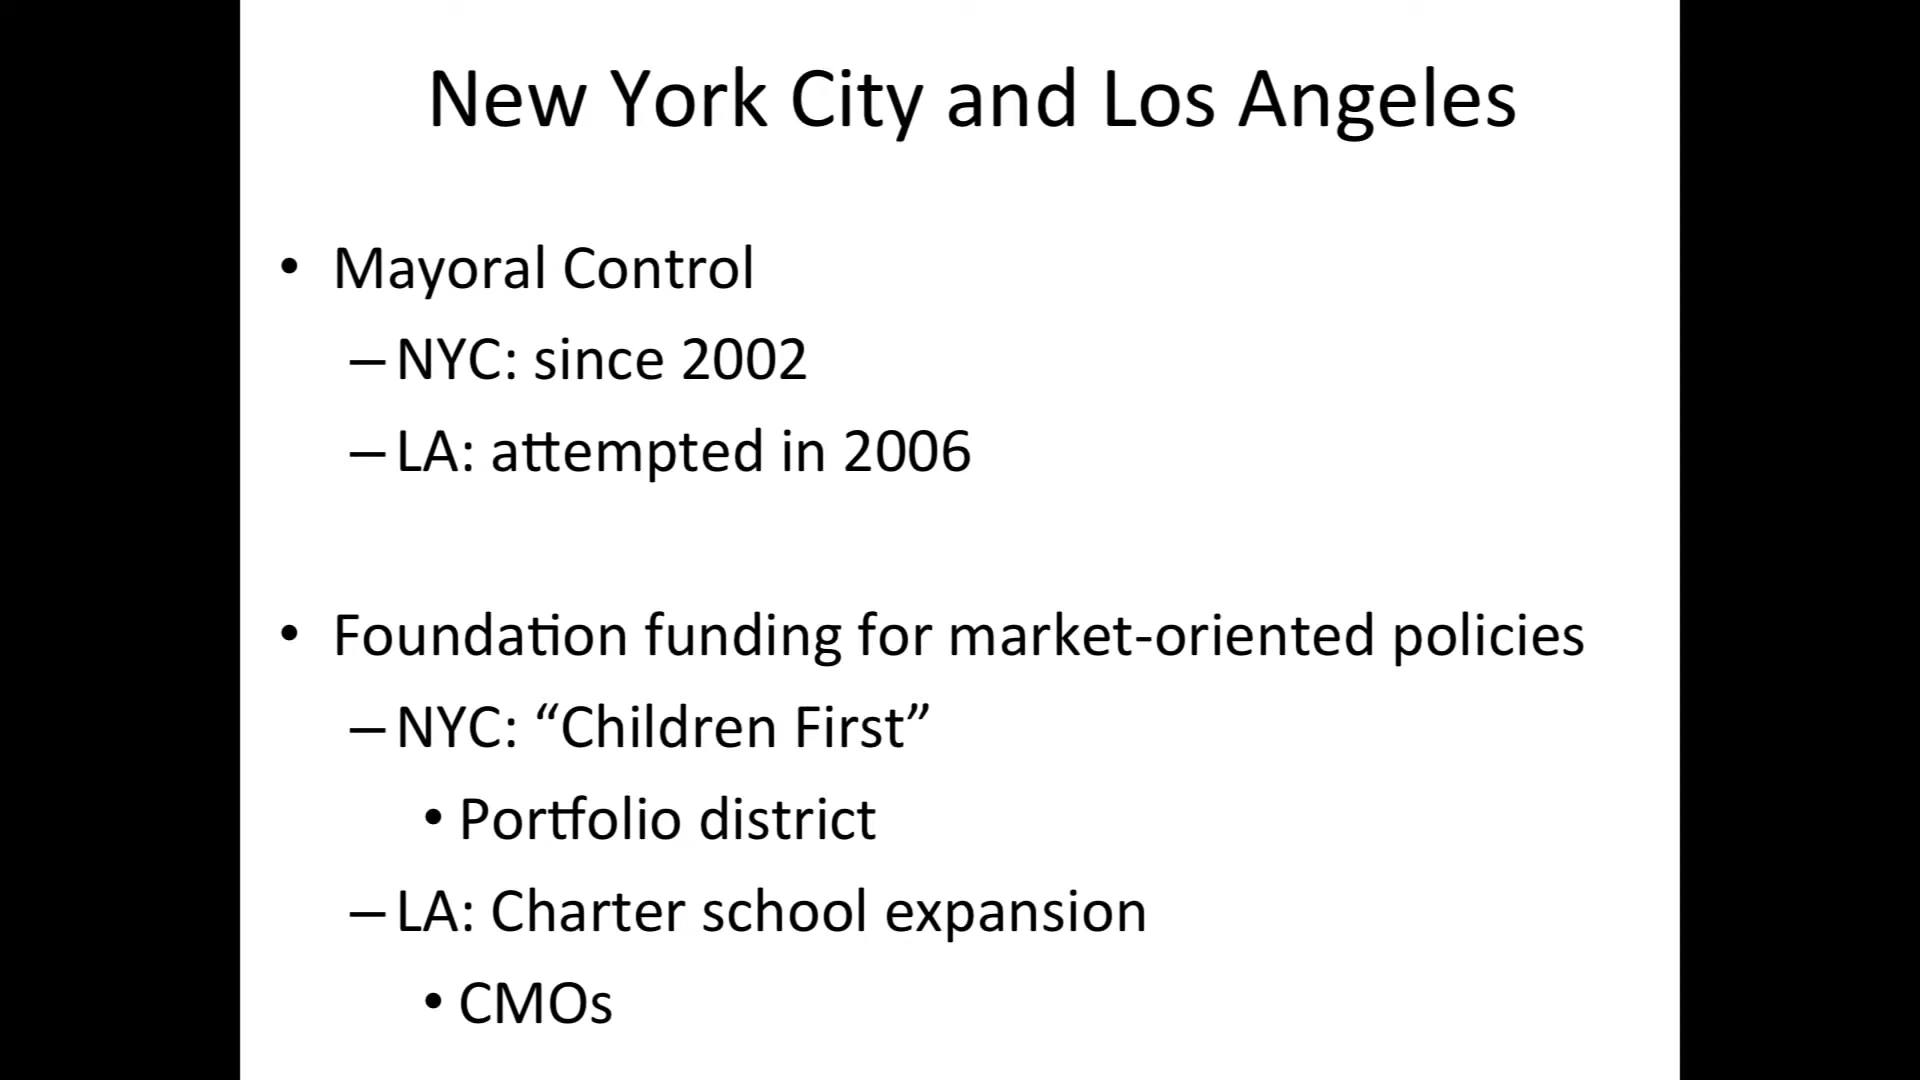 New York City and Los Angeles
• Mayoral Control
– NYC: since 2002
– LA: attempted in 2006
• Foundation funding for market-oriented policies
– NYC: “Children First”
• Portfolio district
– LA: Charter school expansion
• CMOs